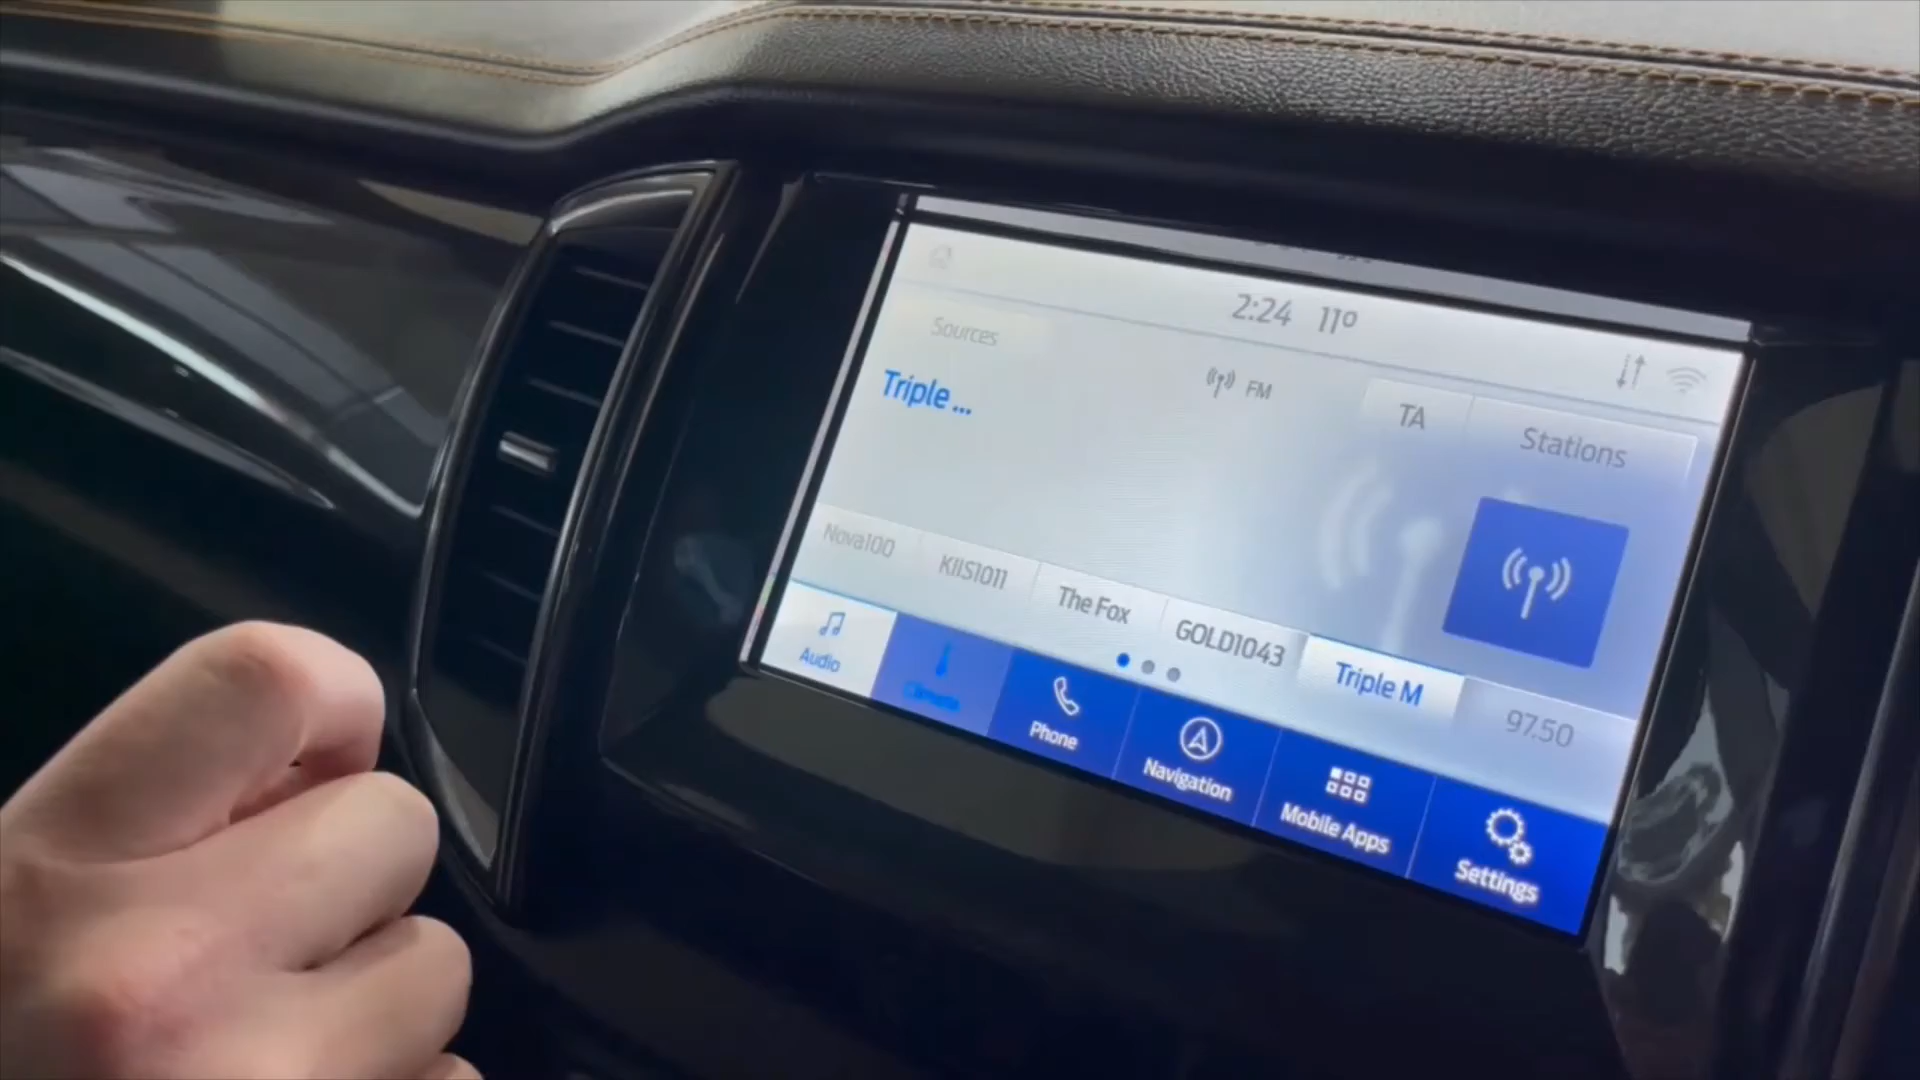 2:24 11°
Sources
FM
Triple ...
TA
Stations
Nova100
KIIS1011
The Fox
GOLD1043
Triple M
97.50
Audio
Climate
Phone
Navigation
Mobile Apps
Settings